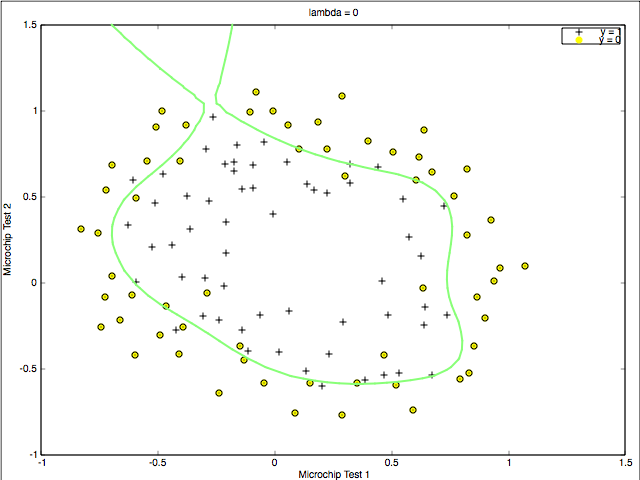 lambda = 0
1.5
y = 1
y = 0
1
0.5
0
-0.5
-1
Microchip Test 2
-1
-0.5
0
0.5
1
1.5
Microchip Test 1